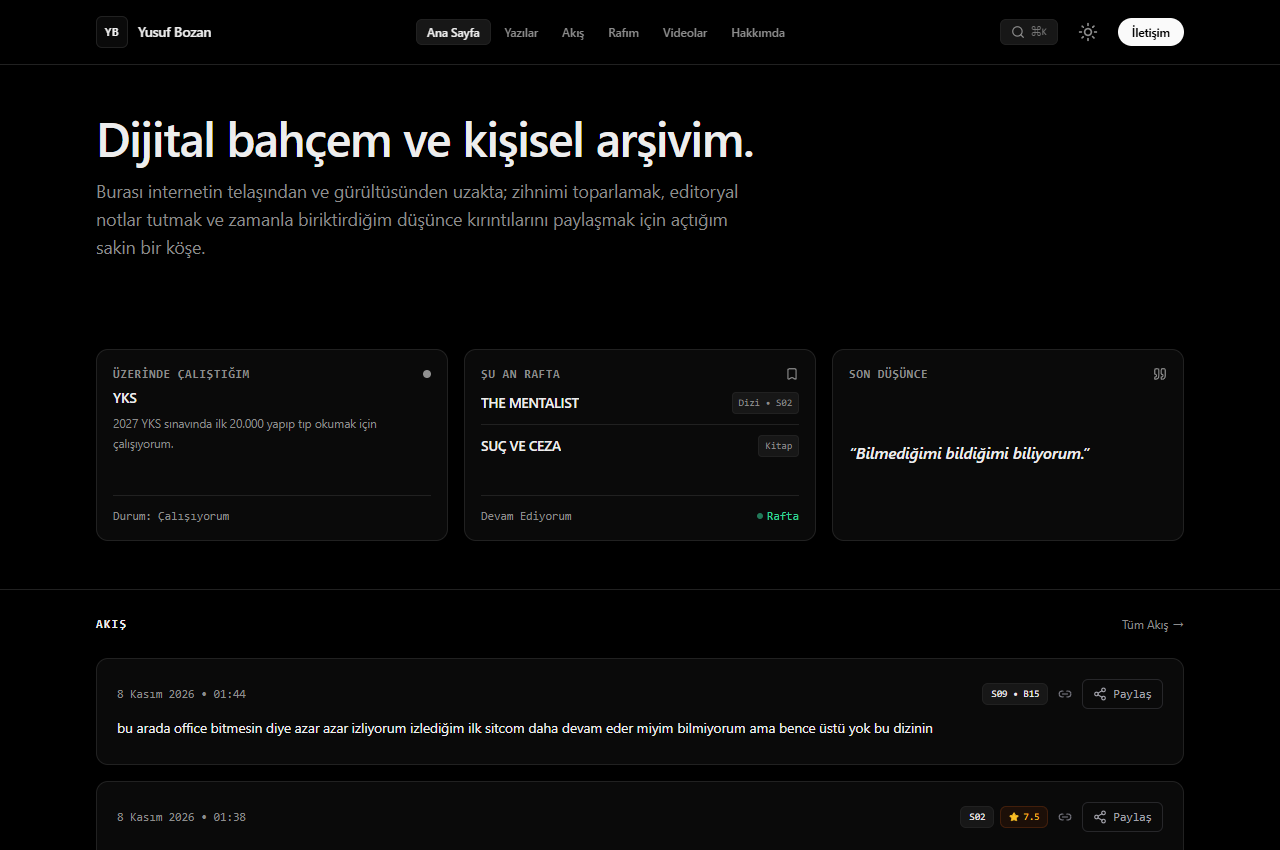 YB Yusuf Bozan Ana Sayfa Yazılar Akış Rafım Videolar Hakkımda ⌘K İletişim
Dijital bahçem ve kişisel arşivim.
Burası internetin telaşından ve gürültüsünden uzakta; zihnimi toparlamak, editoryal
notlar tutmak ve zamanla biriktirdiğim düşünce kırıntılarını paylaşmak için açtığım
sakin bir köşe.
ÜZERİNDE ÇALIŞTIĞIM
YKS
2027 YKS sınavında ilk 20.000 yapıp tıp okumak için
çalışıyorum.
Durum: Çalışıyorum
ŞU AN RAFTA
THE MENTALIST Dizi • S02
SUÇ VE CEZA Kitap
Devam Ediyorum Rafta
SON DÜŞÜNCE
“Bilmediğimi bildiğimi biliyorum.”
AKIŞ Tüm Akış →
8 Kasım 2026 • 01:44 S09 • B15 Paylaş
bu arada office bitmesin diye azar azar izliyorum izlediğim ilk sitcom daha devam eder miyim bilmiyorum ama bence üstü yok bu dizinin
8 Kasım 2026 • 01:38 S02 7.5 Paylaş